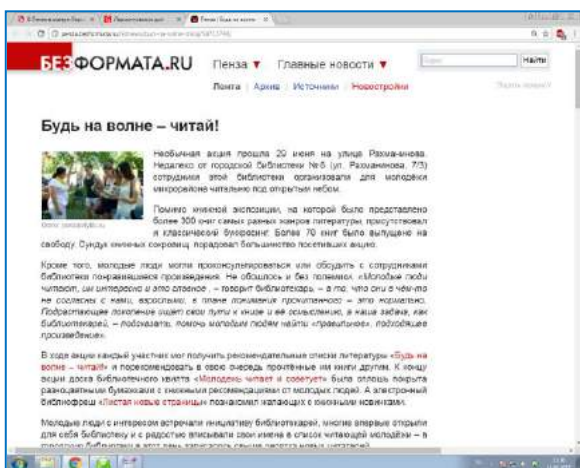 БЕЗФОРМАТА.RU
Пенза ▼ Главные новости ▼
Найти
Лента | Архив | Источники | Новостройки
Будь на волне – читай!
Необычная акция прошла 29 июня на улице Рахманинова.
Недалеко от городской библиотеки №6 (ул. Рахманинова, 7/3)
сотрудники этой библиотеки организовали для молодёжи
микрорайона читальню под открытым небом.
Помимо книжной экспозиции, на которой было представлено
более 300 книг самых разных жанров литературы, присутствовал
и классический буккросинг. Более 70 книг было выпущено на
свободу. Сундук книжных сокровищ порадовал большинство посетивших акцию.
Кроме того, молодые люди могли проконсультироваться или обсудить с сотрудниками
библиотеки понравившиеся произведения. Не обошлось и без полемики. «Молодые люди
читают, им интересно и это главное, – говорит библиотекарь, – а то, что они в чём-то
не согласны с нами, взрослыми, в плане понимания прочитанного – это нормально.
Подрастающее поколение ищет свои пути к книге и её осмыслению, а наша задача, как
библиотекарей, – подсказать, помочь молодым людям найти «правильное», подходящее
произведение».
В ходе акции каждый участник мог получить рекомендательные списки литературы «Будь на
волне – читай!» и порекомендовать в свою очередь прочтённые им книги другим. К концу
акции доска библиотечного квилта «Молодежь читает и советует» была сплошь покрыта
разноцветными бумажками с книжными рекомендациями от молодых людей. А электронный
библиофреш «Листая новые страницы» познакомил желающих с книжными новинками.
Молодые люди с интересом встречали инициативу библиотекарей, многие впервые открыли
для себя библиотеку и с радостью вписывали свои имена в список читающей молодёжи – в